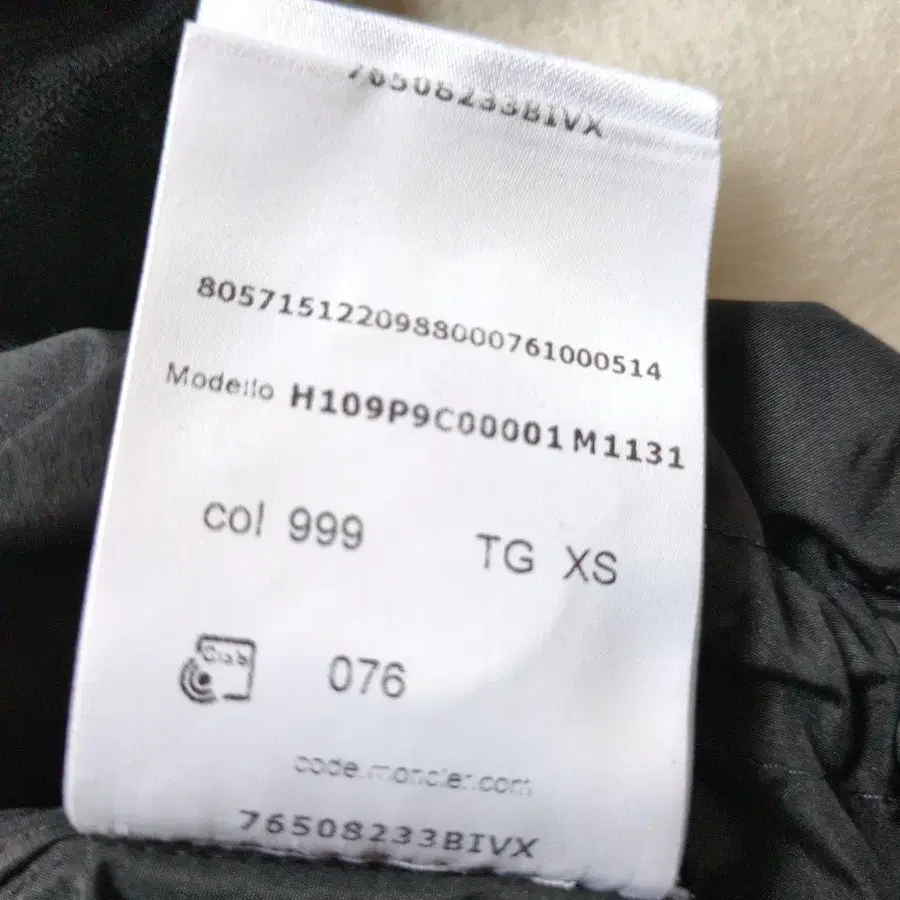 76508233BIVX
8057151220988000761000514
Modello H109P9C00001 M1131
col 999 TG XS
076
code.moncler.com
76508233BIVX